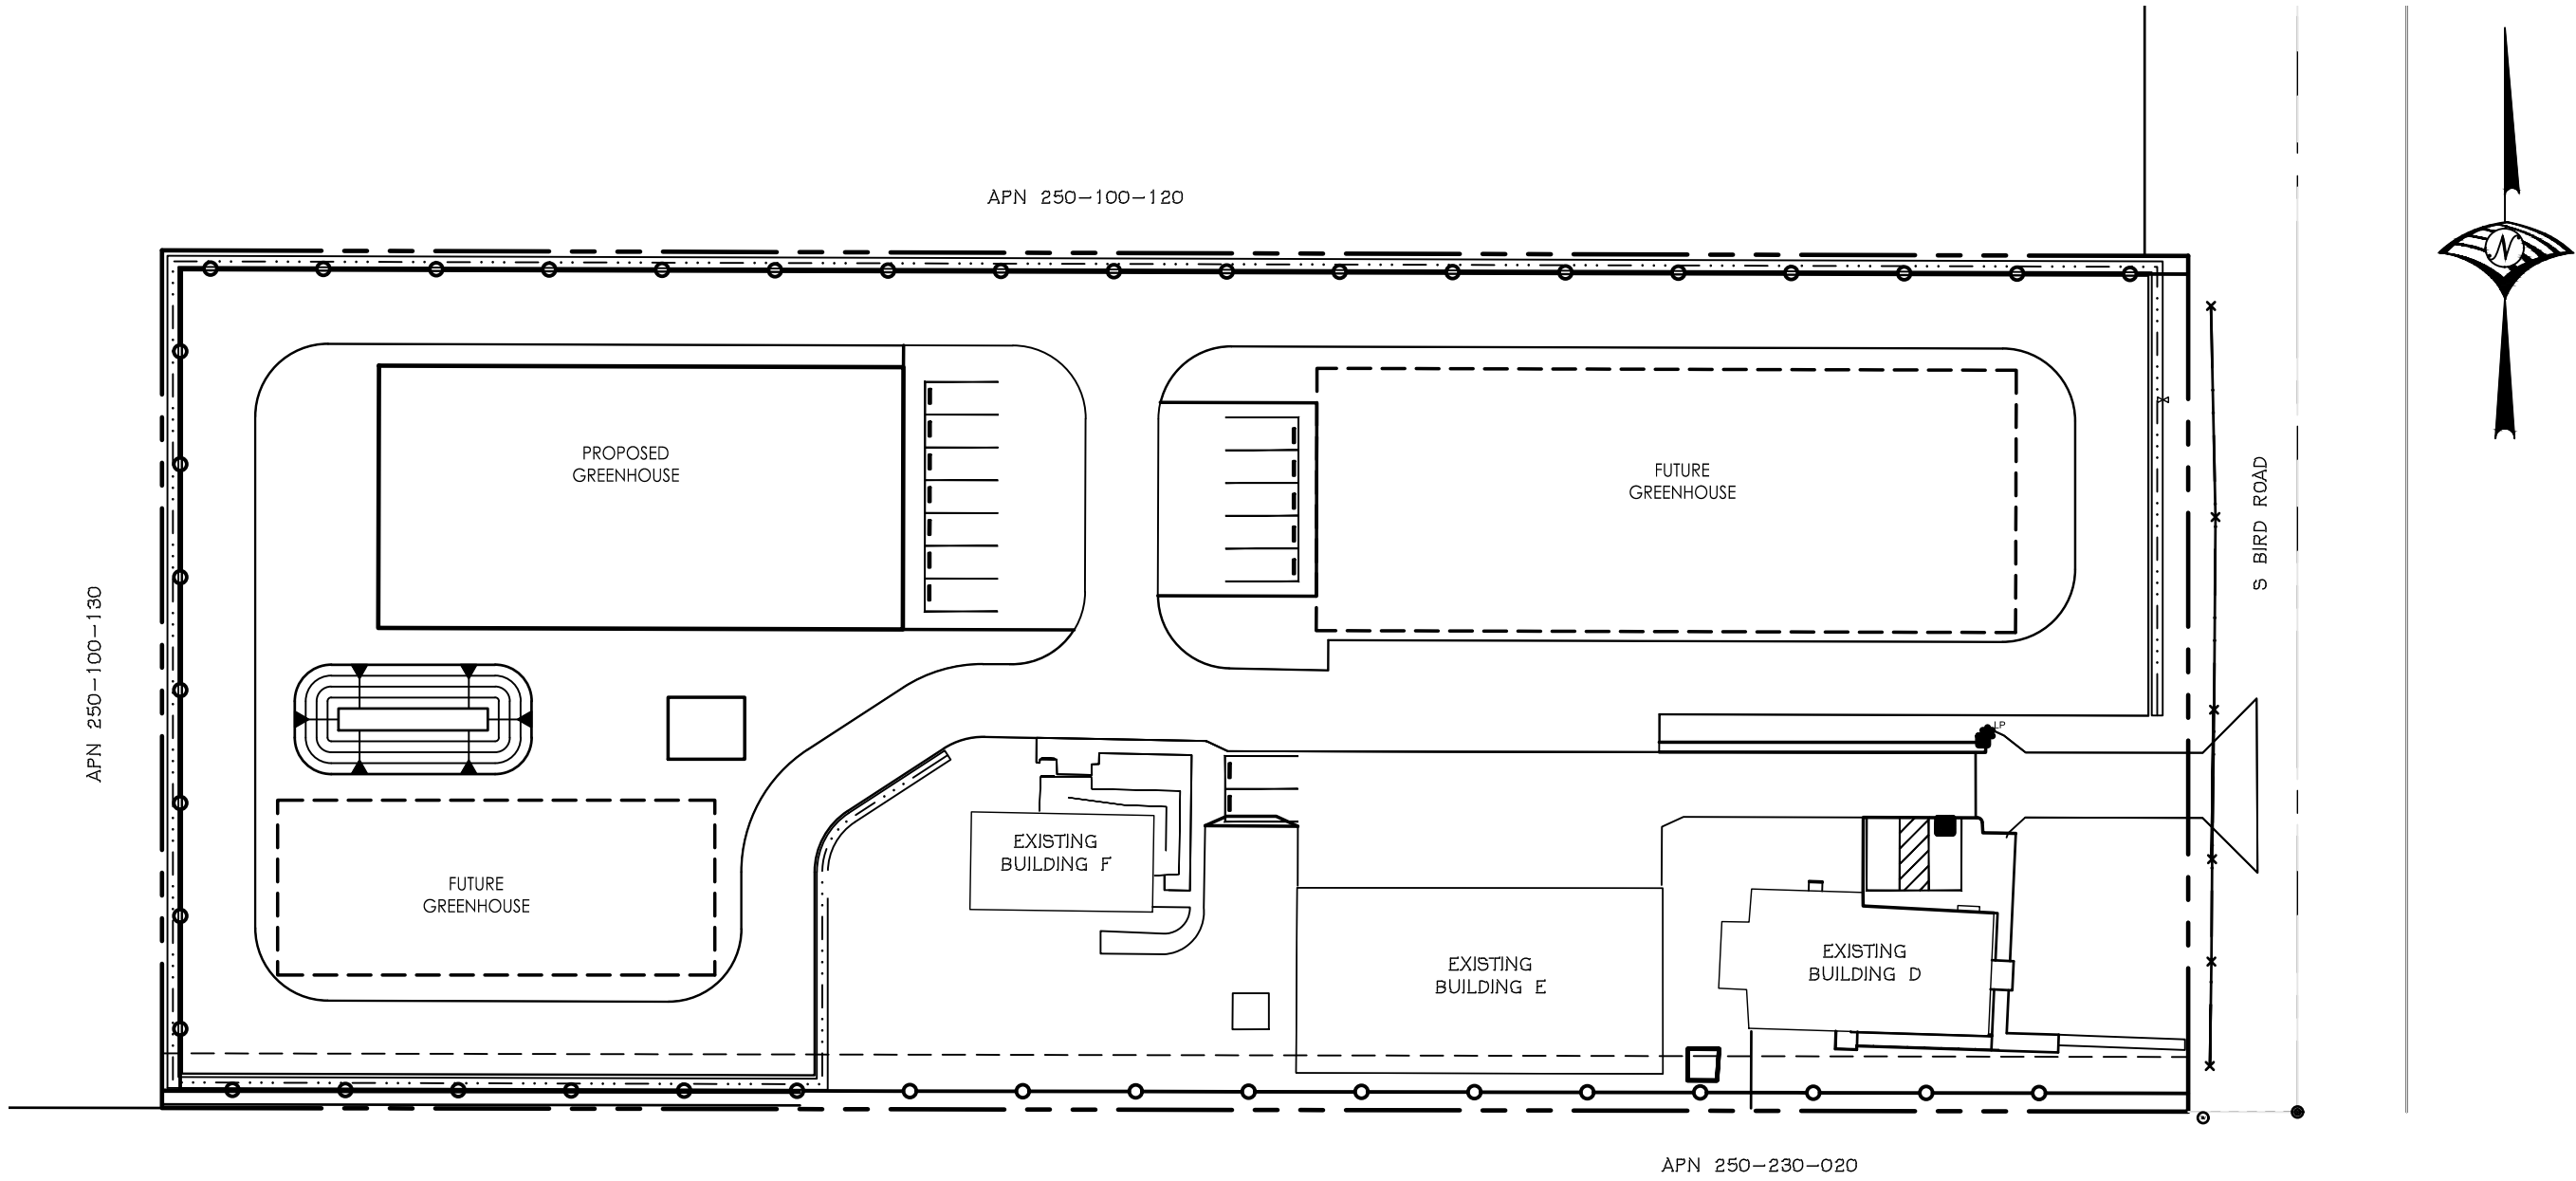 APN 250-100-120
N
PROPOSED
GREENHOUSE
FUTURE
GREENHOUSE
S BIRD ROAD
APN 250-100-130
LP
EXISTING
BUILDING F
FUTURE
GREENHOUSE
EXISTING
BUILDING E
EXISTING
BUILDING D
APN 250-230-020